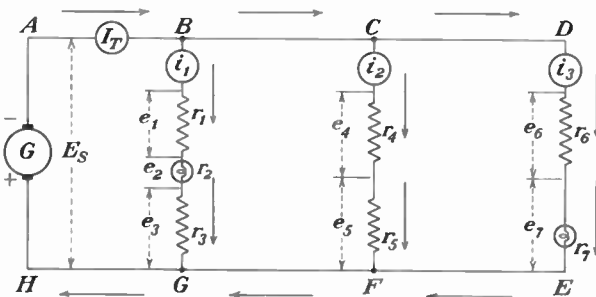 A I_T B C D
i_1 i_2 i_3
e_1 r_1 e_4 r_4 e_6 r_6
-
G E_S e_2 r_2
+
e_3 r_3 e_5 r_5 e_7 r_7
H G F E